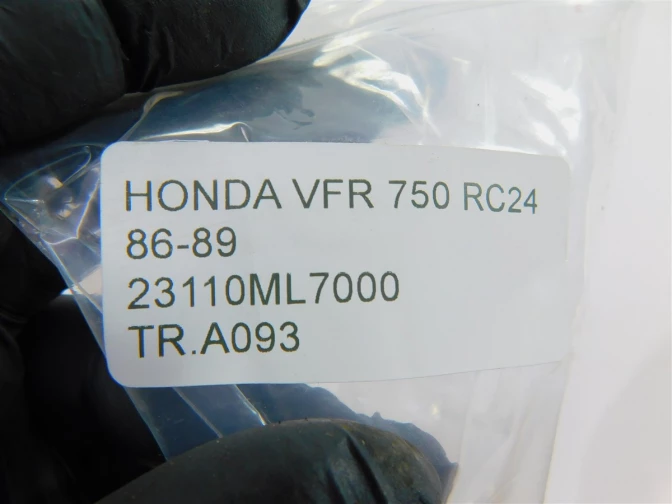 HONDA VFR 750 RC24
86-89
23110ML7000
TR.A093